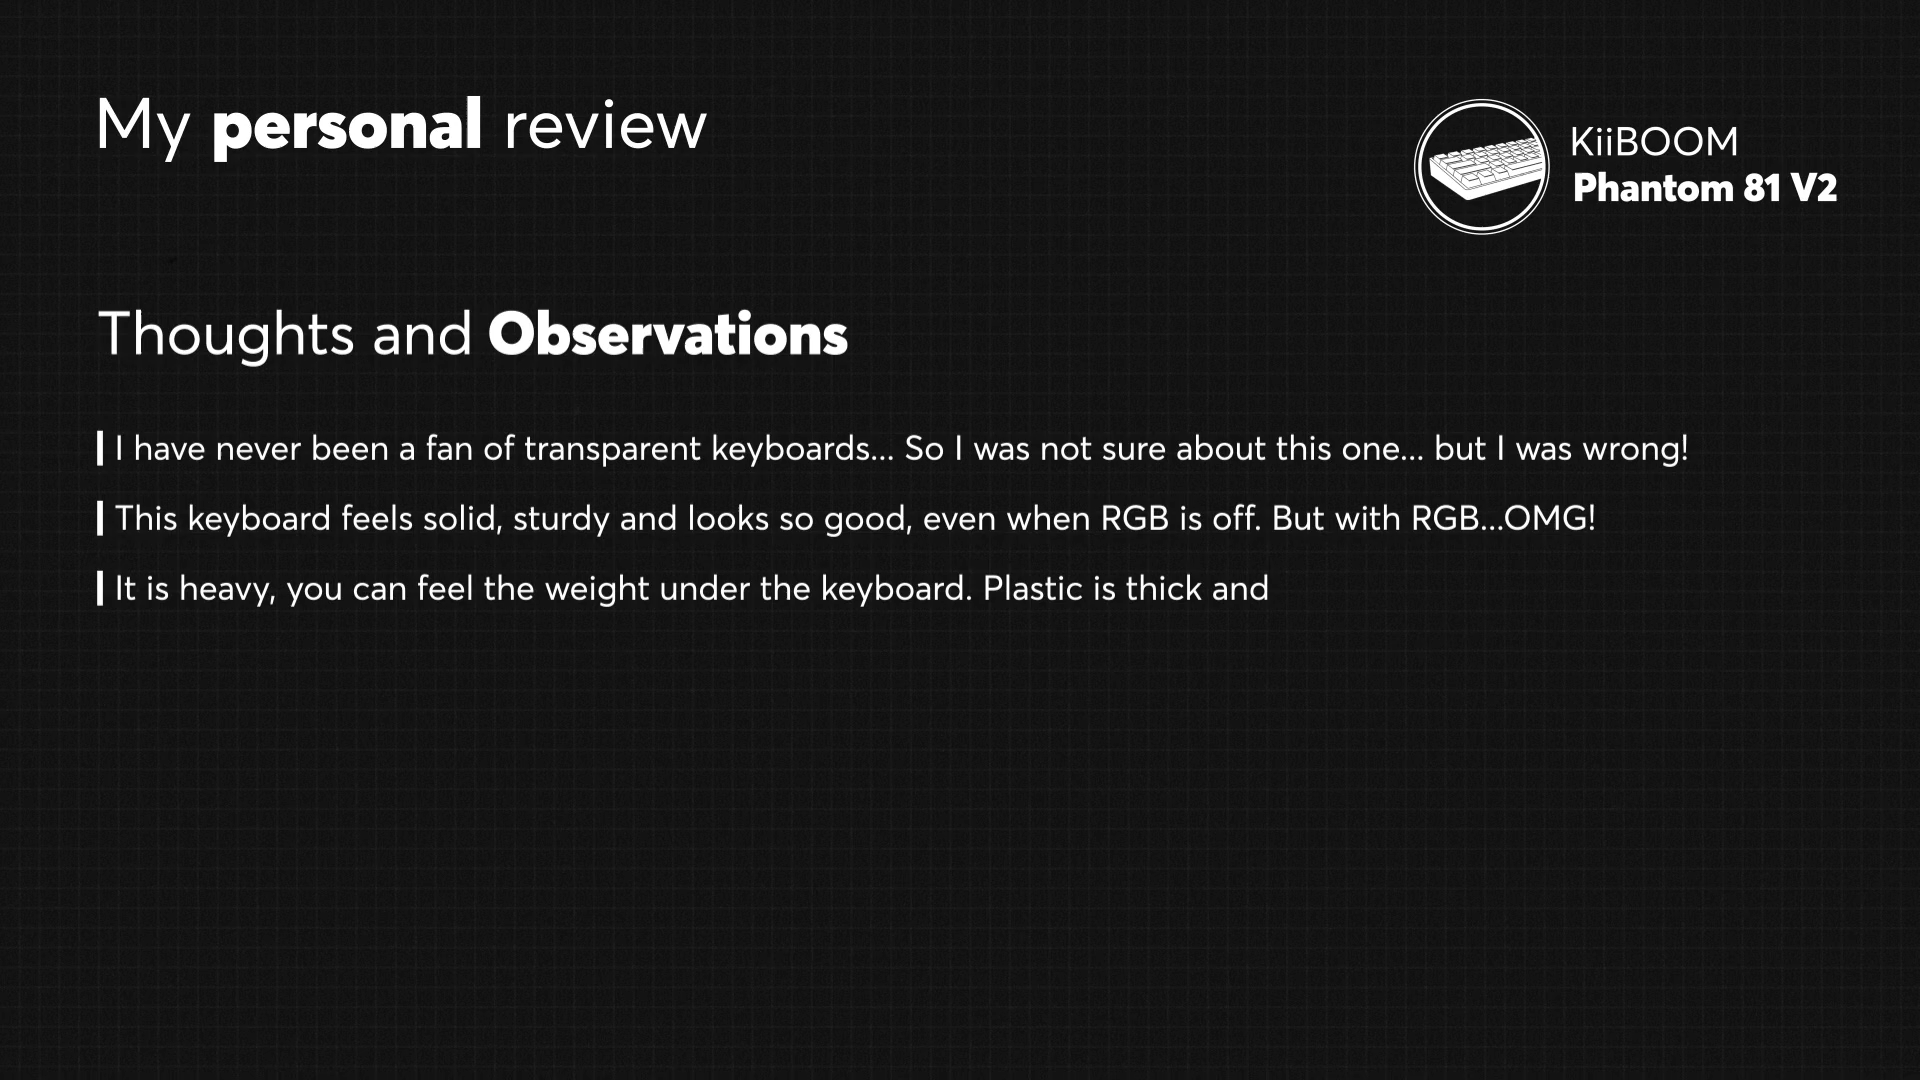 My personal review
KiiBOOM
Phantom 81 V2
Thoughts and Observations
I have never been a fan of transparent keyboards... So I was not sure about this one... but I was wrong!
This keyboard feels solid, sturdy and looks so good, even when RGB is off. But with RGB...OMG!
It is heavy, you can feel the weight under the keyboard. Plastic is thick and